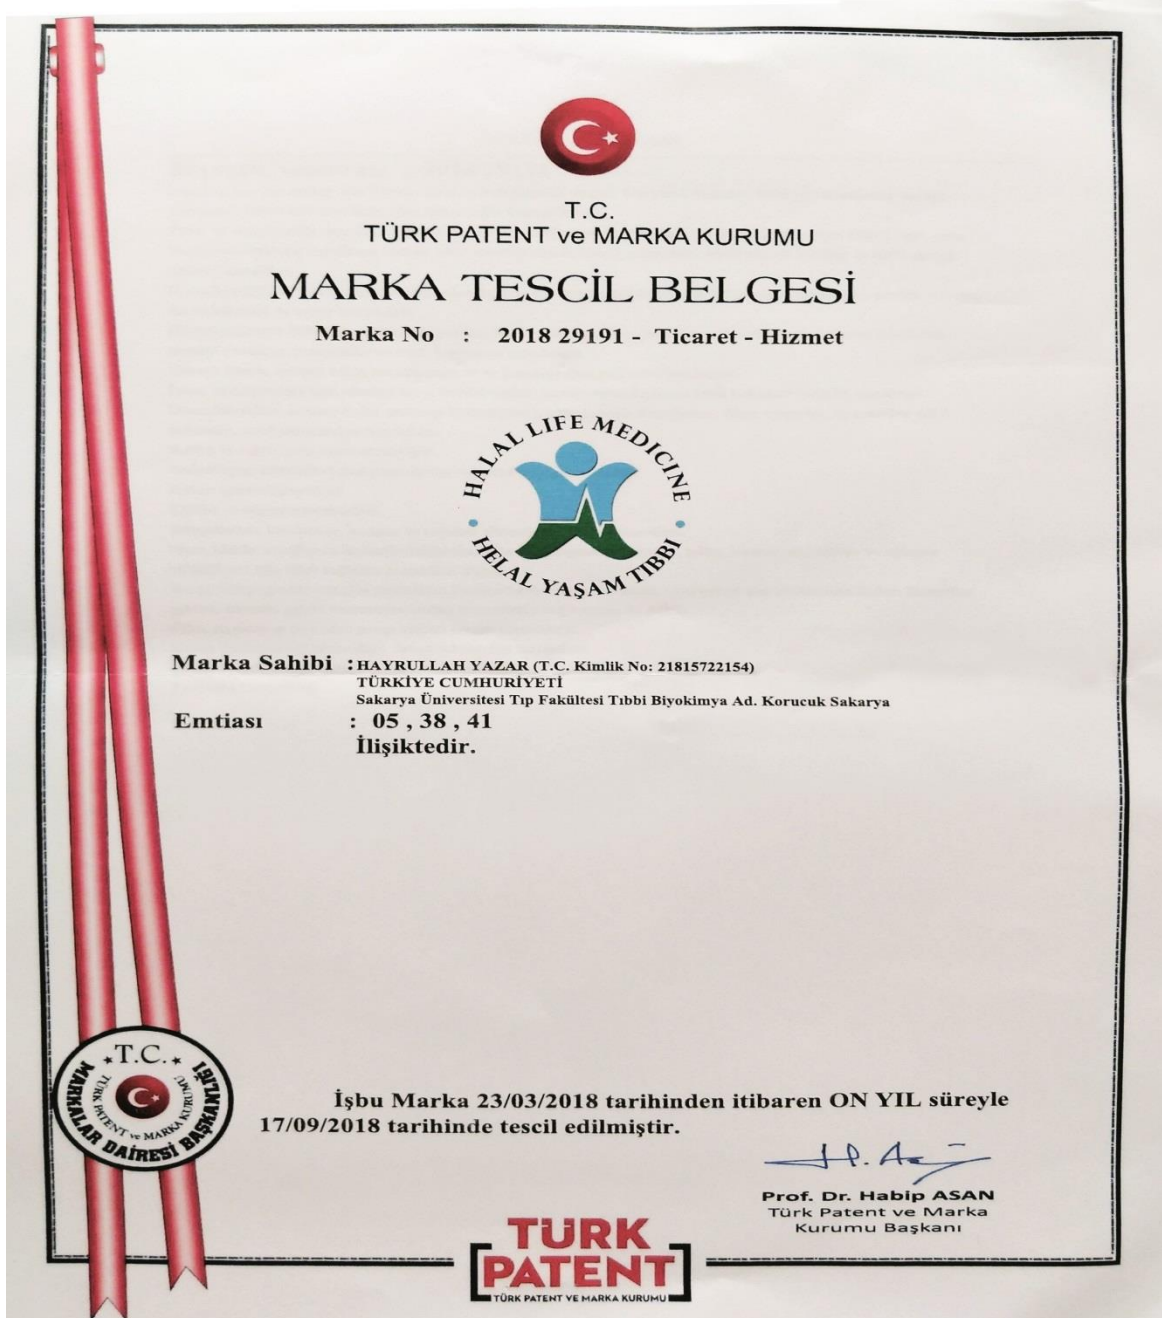 T.C.
TÜRK PATENT ve MARKA KURUMU
MARKA TESCİL BELGESİ
Marka No : 2018 29191 - Ticaret - Hizmet
HALAL LIFE MEDICINE
HELAL YAŞAM TIBBI
Marka Sahibi : HAYRULLAH YAZAR (T.C. Kimlik No: 21815722154)
TÜRKİYE CUMHURİYETİ
Sakarya Üniversitesi Tıp Fakültesi Tıbbi Biyokimya Ad. Korucuk Sakarya
Emtiası : 05 , 38 , 41
İlişiktedir.
T.C.
TÜRK PATENT ve MARKA KURUMU
MARKALAR DAİRESİ BAŞKANLIĞI
İşbu Marka 23/03/2018 tarihinden itibaren ON YIL süreyle
17/09/2018 tarihinde tescil edilmiştir.
Prof. Dr. Habip ASAN
Türk Patent ve Marka
Kurumu Başkanı
TÜRK
PATENT
TÜRK PATENT VE MARKA KURUMU